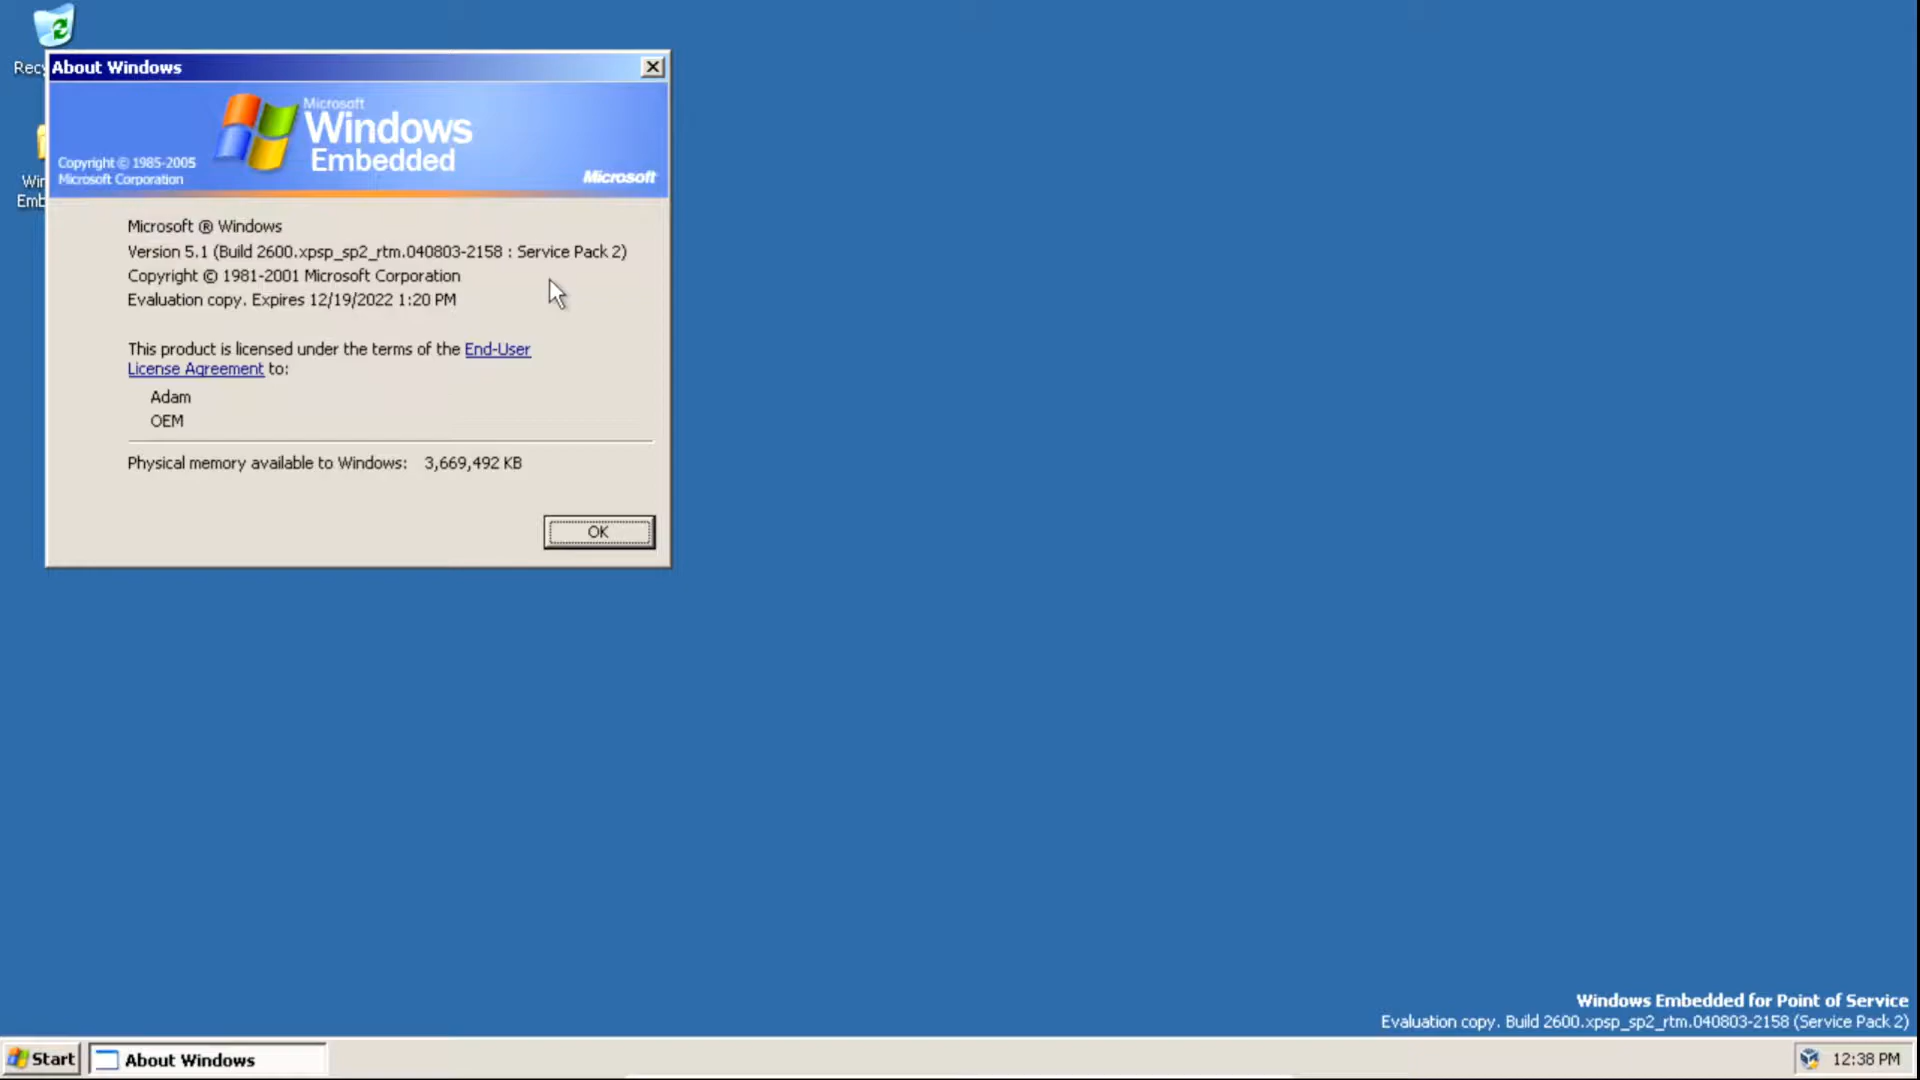 Rec
About Windows
Microsoft
Windows
Embedded
Copyright © 1985-2005
Microsoft Corporation
Microsoft
Win
Emb
Microsoft ® Windows
Version 5.1 (Build 2600.xpsp_sp2_rtm.040803-2158 : Service Pack 2)
Copyright © 1981-2001 Microsoft Corporation
Evaluation copy. Expires 12/19/2022 1:20 PM
This product is licensed under the terms of the End-User
License Agreement to:
Adam
OEM
Physical memory available to Windows: 3,669,492 KB
OK
Windows Embedded for Point of Service
Evaluation copy. Build 2600.xpsp_sp2_rtm.040803-2158 (Service Pack 2)
Start
About Windows
12:38 PM